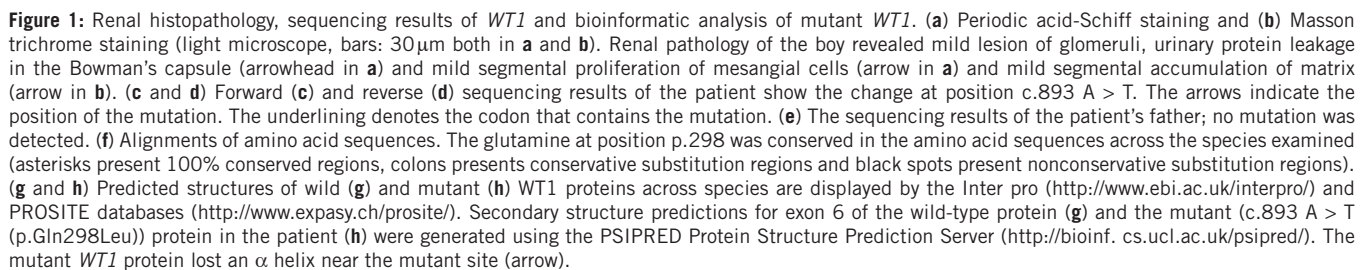 Figure 1: Renal histopathology, sequencing results of WT1 and bioinformatic analysis of mutant WT1. (a) Periodic acid-Schiff staining and (b) Masson
trichrome staining (light microscope, bars: 30 μm both in a and b). Renal pathology of the boy revealed mild lesion of glomeruli, urinary protein leakage
in the Bowman's capsule (arrowhead in a) and mild segmental proliferation of mesangial cells (arrow in a) and mild segmental accumulation of matrix
(arrow in b). (c and d) Forward (c) and reverse (d) sequencing results of the patient show the change at position c.893 A > T. The arrows indicate the
position of the mutation. The underlining denotes the codon that contains the mutation. (e) The sequencing results of the patient's father; no mutation was
detected. (f) Alignments of amino acid sequences. The glutamine at position p.298 was conserved in the amino acid sequences across the species examined
(asterisks present 100% conserved regions, colons presents conservative substitution regions and black spots present nonconservative substitution regions).
(g and h) Predicted structures of wild (g) and mutant (h) WT1 proteins across species are displayed by the Inter pro (http://www.ebi.ac.uk/interpro/) and
PROSITE databases (http://www.expasy.ch/prosite/). Secondary structure predictions for exon 6 of the wild-type protein (g) and the mutant (c.893 A > T
(p.Gln298Leu)) protein in the patient (h) were generated using the PSIPRED Protein Structure Prediction Server (http://bioinf. cs.ucl.ac.uk/psipred/). The
mutant WT1 protein lost an α helix near the mutant site (arrow).